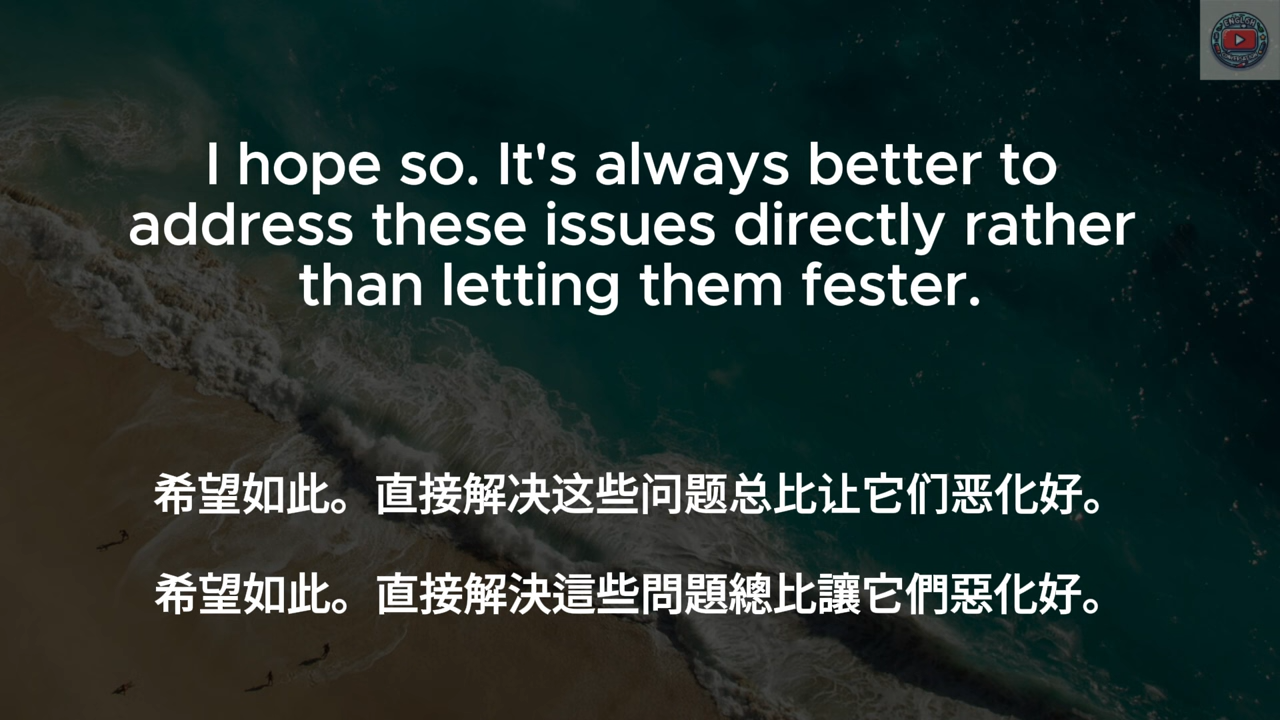 I hope so. It's always better to
address these issues directly rather
than letting them fester.
希望如此。直接解决这些问题总比让它们恶化好。
希望如此。直接解決這些問題總比讓它們惡化好。